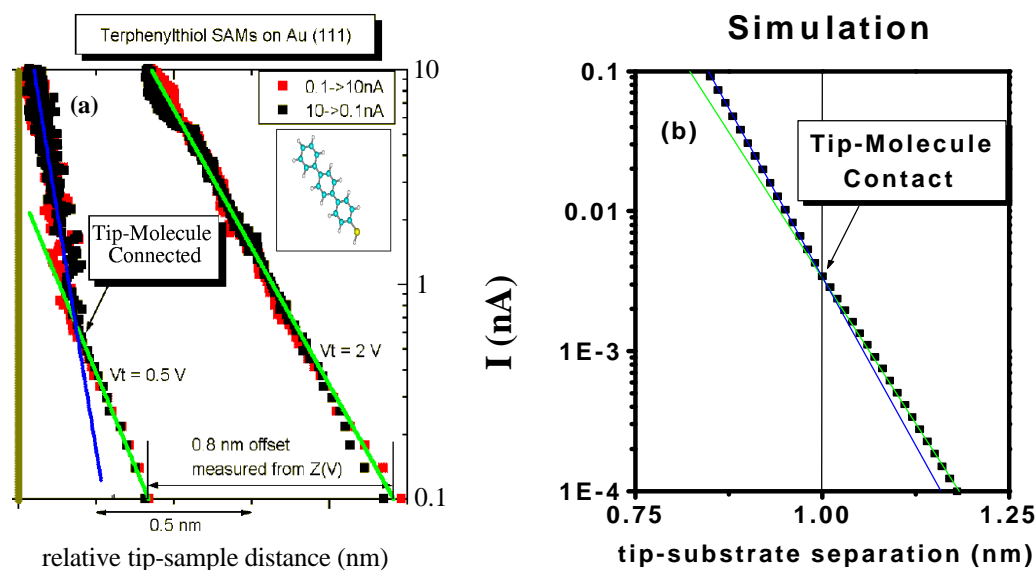 Terphenylthiol SAMs on Au (111)
(a)
0.1->10nA
10->0.1nA
10
1
0.1
Tip-Molecule
Connected
Vt = 0.5 V
Vt = 2 V
0.8 nm offset
measured from Z(V)
0.5 nm
relative tip-sample distance (nm)
Simulation
(b)
Tip-Molecule
Contact
I (nA)
0.1
0.01
1E-3
1E-4
0.75
1.00
1.25
tip-substrate separation (nm)